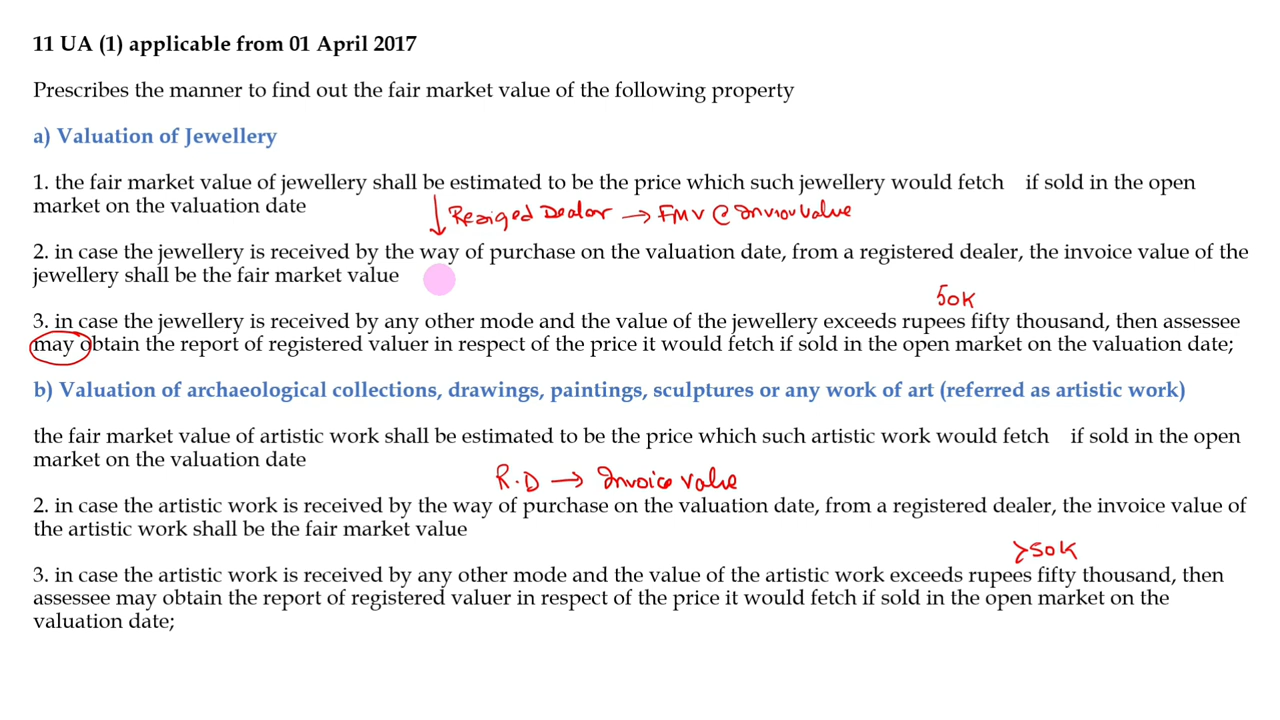 11 UA (1) applicable from 01 April 2017
Prescribes the manner to find out the fair market value of the following property
a) Valuation of Jewellery
1. the fair market value of jewellery shall be estimated to be the price which such jewellery would fetch if sold in the open
market on the valuation date
Dealer → FMV @ Value
2. in case the jewellery is received by the way of purchase on the valuation date, from a registered dealer, the invoice value of the
jewellery shall be the fair market value
50K
3. in case the jewellery is received by any other mode and the value of the jewellery exceeds rupees fifty thousand, then assessee
may obtain the report of registered valuer in respect of the price it would fetch if sold in the open market on the valuation date;
b) Valuation of archaeological collections, drawings, paintings, sculptures or any work of art (referred as artistic work)
the fair market value of artistic work shall be estimated to be the price which such artistic work would fetch if sold in the open
market on the valuation date
R.D → Invoice Value
2. in case the artistic work is received by the way of purchase on the valuation date, from a registered dealer, the invoice value of
the artistic work shall be the fair market value
>50K
3. in case the artistic work is received by any other mode and the value of the artistic work exceeds rupees fifty thousand, then
assessee may obtain the report of registered valuer in respect of the price it would fetch if sold in the open market on the
valuation date;